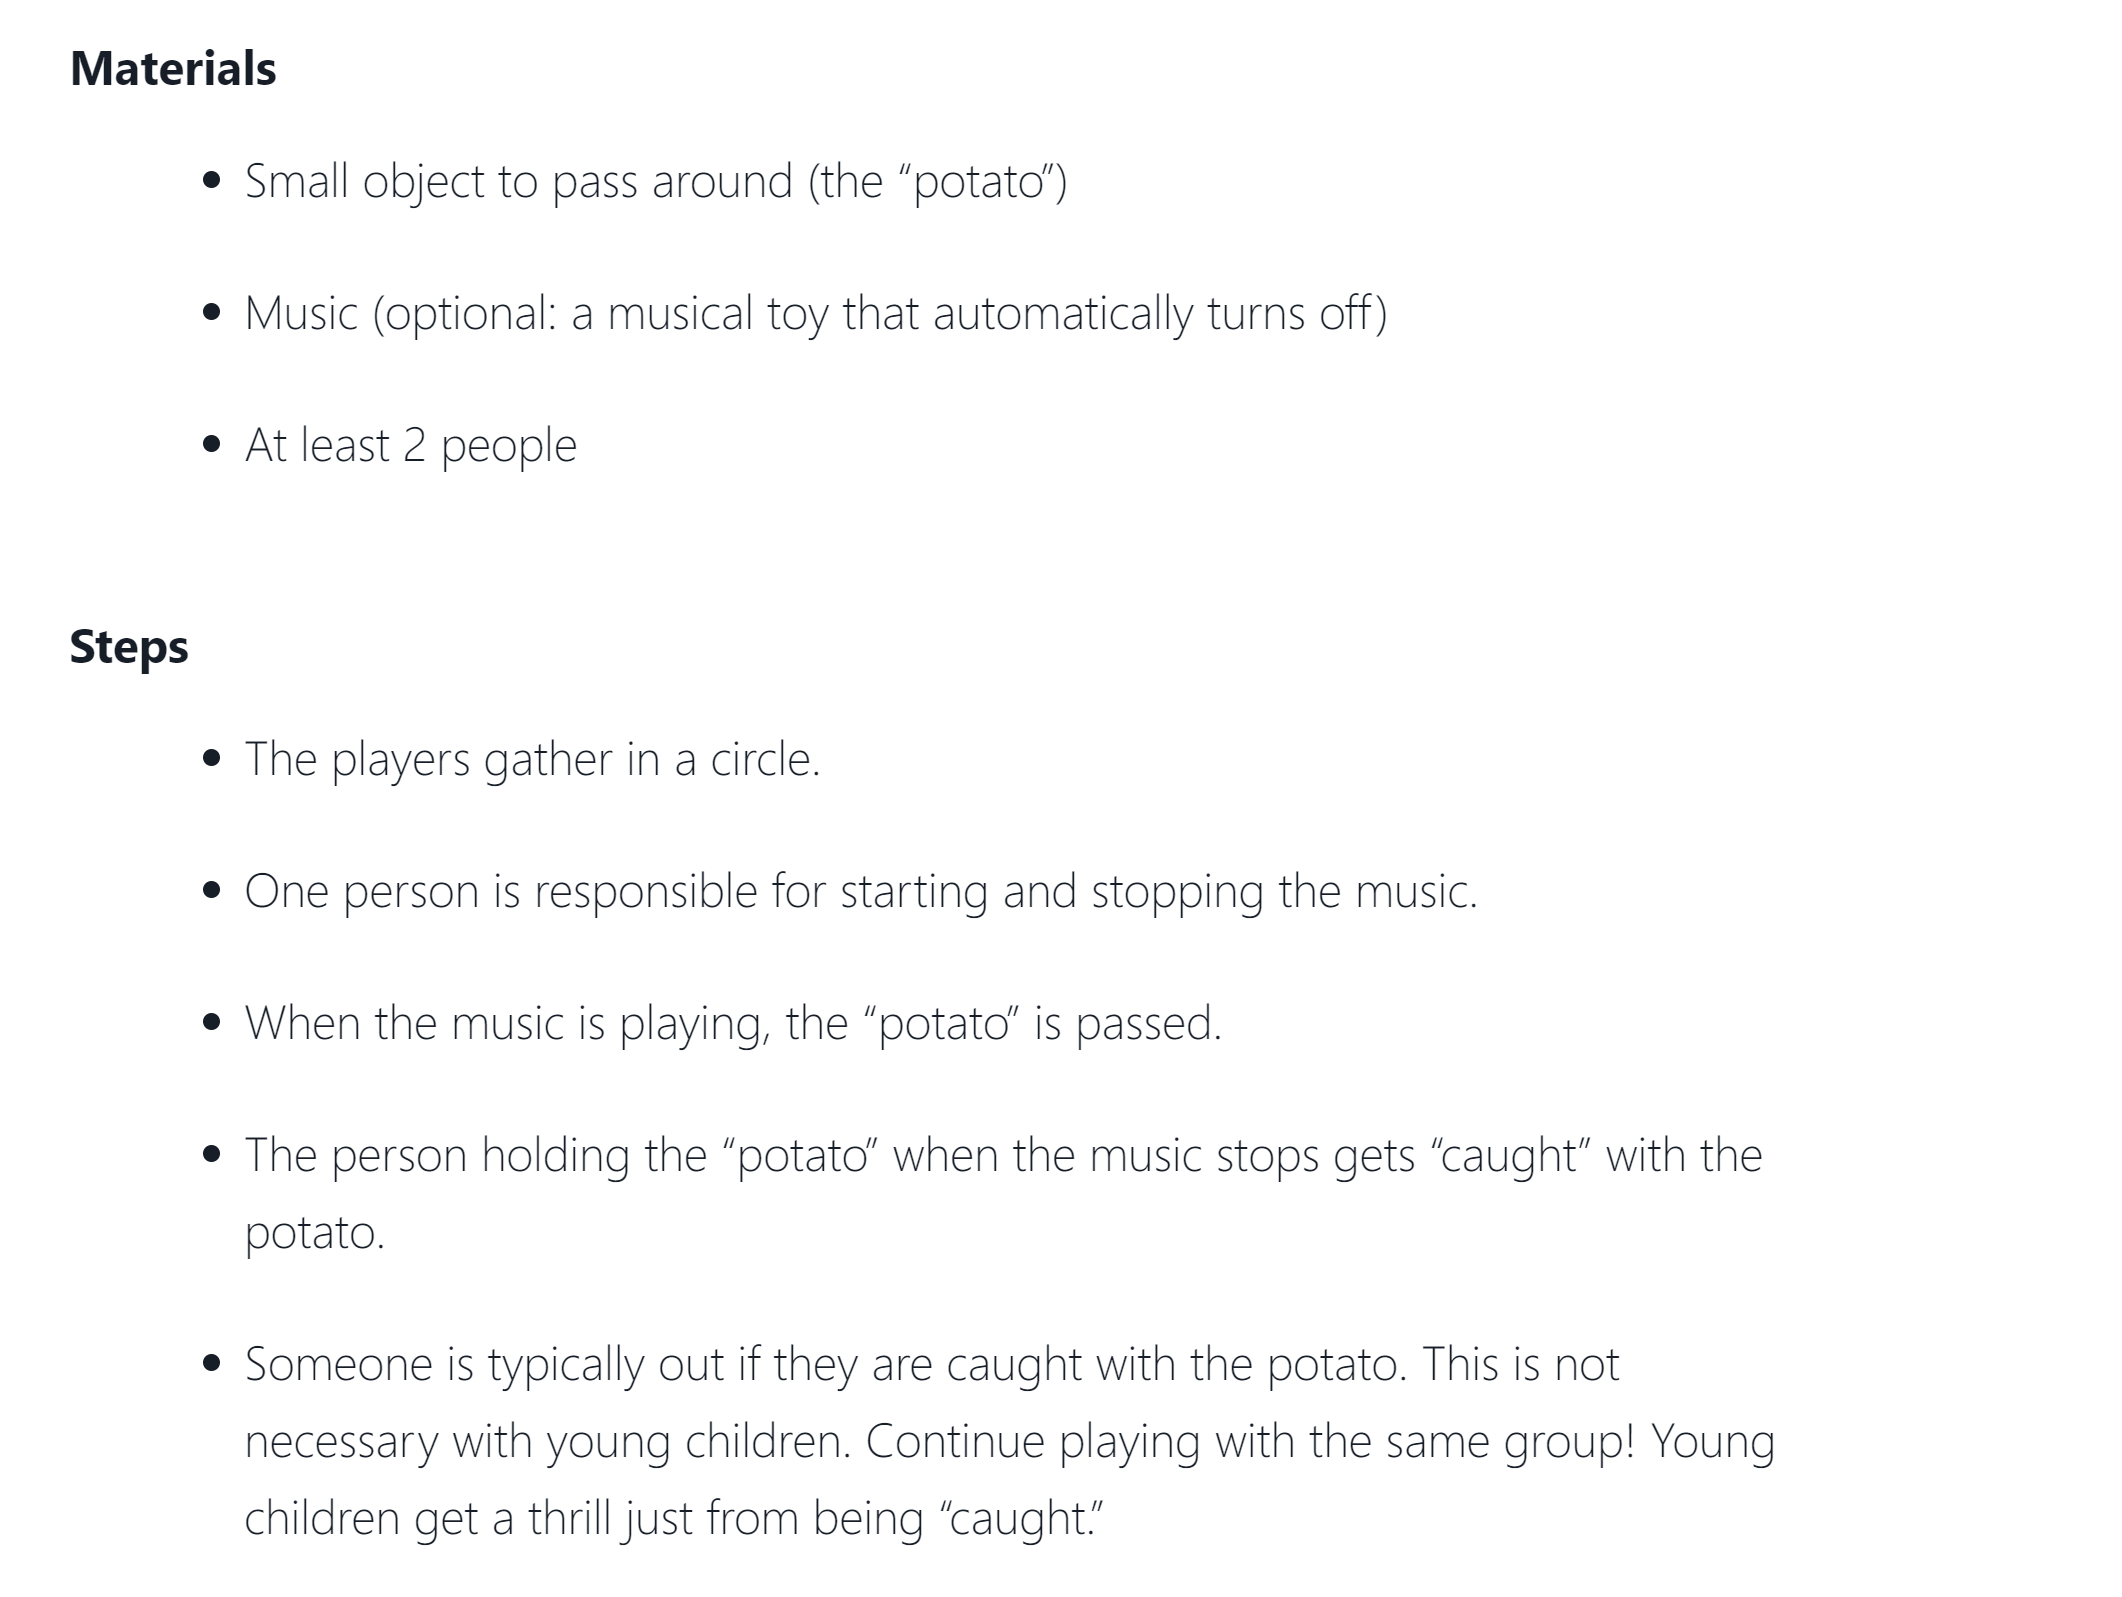 Materials
• Small object to pass around (the “potato”)
• Music (optional: a musical toy that automatically turns off)
• At least 2 people
Steps
• The players gather in a circle.
• One person is responsible for starting and stopping the music.
• When the music is playing, the “potato” is passed.
• The person holding the “potato” when the music stops gets “caught” with the
potato.
• Someone is typically out if they are caught with the potato. This is not
necessary with young children. Continue playing with the same group! Young
children get a thrill just from being “caught.”